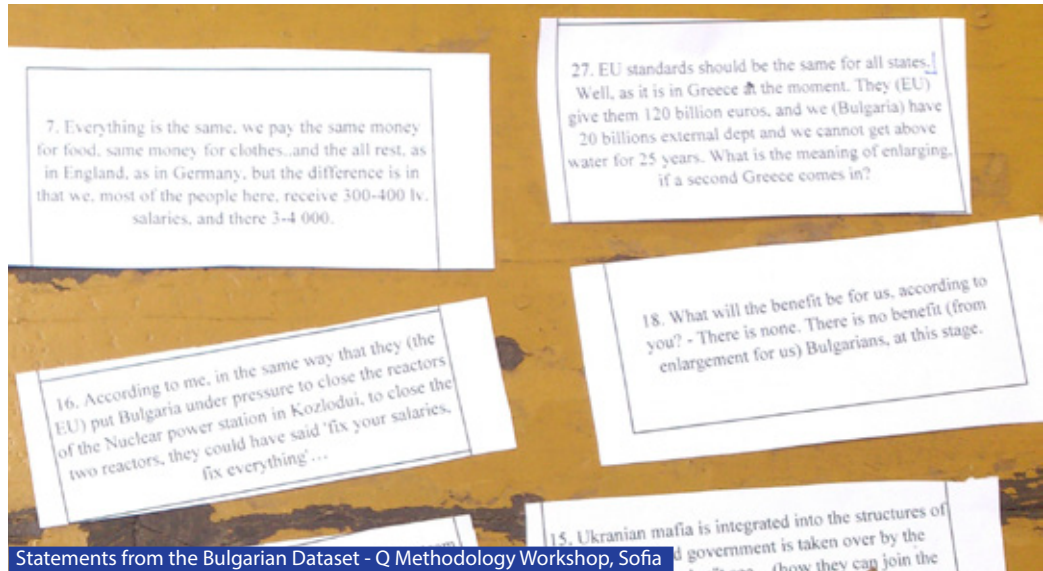 7. Everything is the same, we pay the same money
for food, same money for clothes..and the all rest, as
in England, as in Germany, but the difference is in
that we, most of the people here, receive 300-400 lv.
salaries, and there 3-4 000.
27. EU standards should be the same for all states.
Well, as it is in Greece at the moment. They (EU)
give them 120 billion euros, and we (Bulgaria) have
20 billions external dept and we cannot get above
water for 25 years. What is the meaning of enlarging,
if a second Greece comes in?
16. According to me, in the same way that they (the
EU) put Bulgaria under pressure to close the reactors
of the Nuclear power station in Kozlodui, to close the
two reactors, they could have said 'fix your salaries,
fix everything'…
18. What will the benefit be for us, according to
you? - There is none. There is no benefit (from
enlargement for us) Bulgarians, at this stage.
15. Ukranian mafia is integrated into the structures of
government is taken over by the
(how they can join the
Statements from the Bulgarian Dataset - Q Methodology Workshop, Sofia